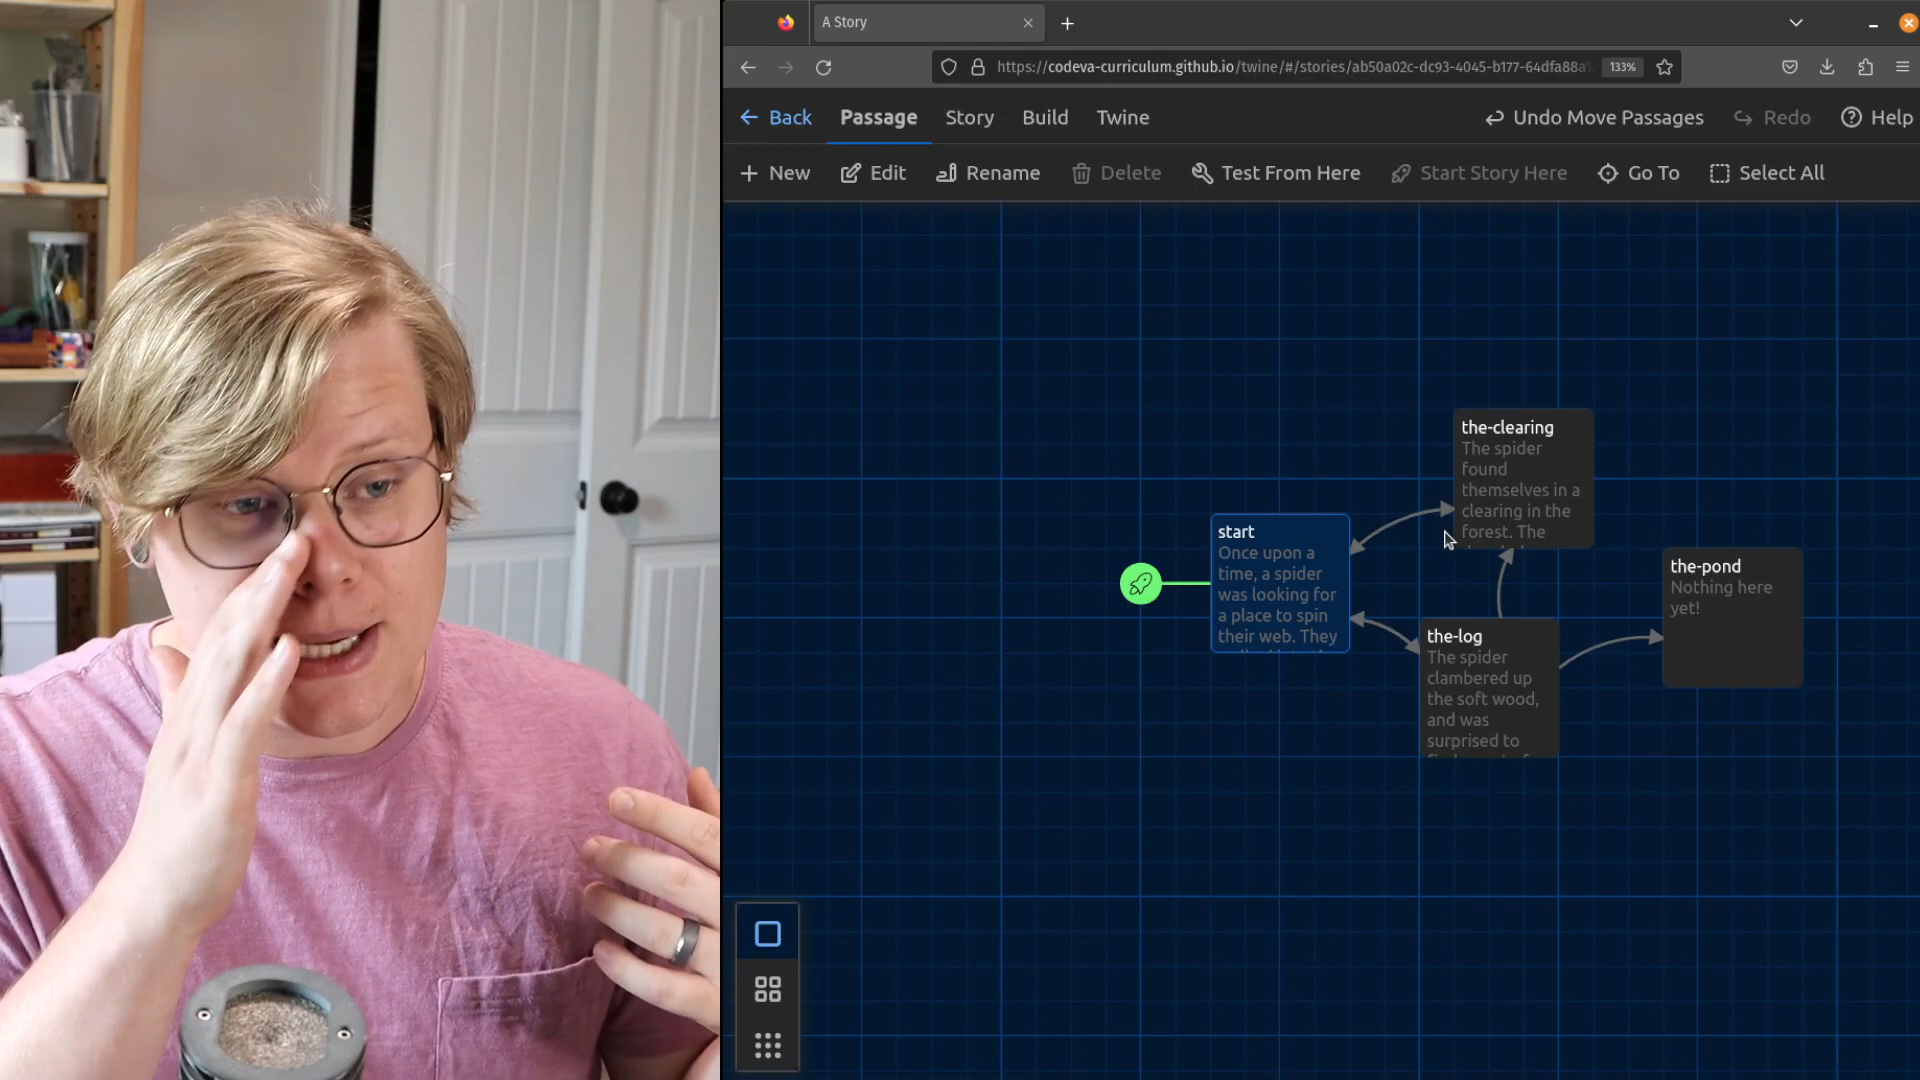 A Story
https://codeva-curriculum.github.io/twine/#/stories/ab50a02c-dc93-4045-b177-64dfa88a1
133%
Back
Passage
Story
Build
Twine
Undo Move Passages
Redo
Help
New
Edit
Rename
Delete
Test From Here
Start Story Here
Go To
Select All
the-clearing
The spider
found
themselves in a
clearing in the
forest. The
start
Once upon a
time, a spider
was looking for
a place to spin
their web. They
the-pond
Nothing here
yet!
the-log
The spider
clambered up
the soft wood,
and was
surprised to